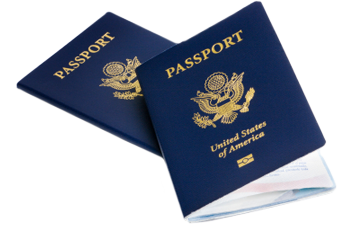 PASSPORT
PASSPORT
United States
of America